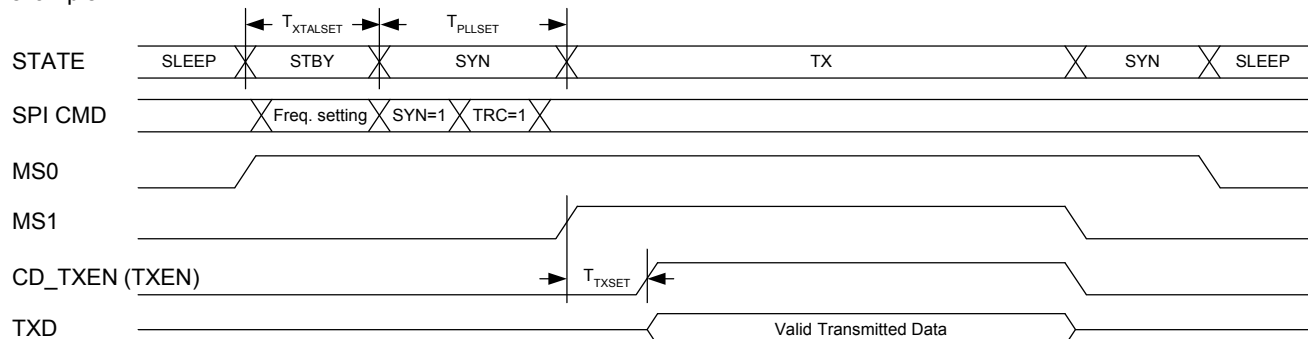 T_XTALSET T_PLLSET
STATE SLEEP STBY SYN TX SYN SLEEP
SPI CMD Freq. setting SYN=1 TRC=1
MS0
MS1
CD_TXEN (TXEN) T_TXSET
TXD Valid Transmitted Data